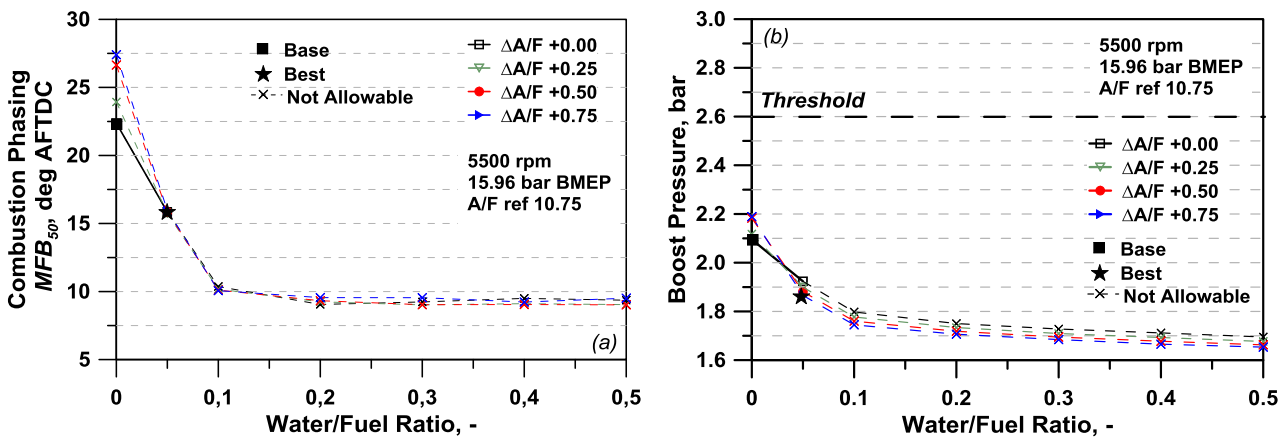 30
25
20
15
10
5
0
0,1
0,2
0,3
0,4
0,5
Combustion Phasing
MFB50, deg AFTDC
Water/Fuel Ratio, -
Base
Best
Not Allowable
ΔA/F +0.00
ΔA/F +0.25
ΔA/F +0.50
ΔA/F +0.75
5500 rpm
15.96 bar BMEP
A/F ref 10.75
(a)
3.0
2.8
2.6
2.4
2.2
2.0
1.8
1.6
0
0.1
0.2
0.3
0.4
0.5
Boost Pressure, bar
Water/Fuel Ratio, -
(b)
5500 rpm
15.96 bar BMEP
A/F ref 10.75
Threshold
ΔA/F +0.00
ΔA/F +0.25
ΔA/F +0.50
ΔA/F +0.75
Base
Best
Not Allowable